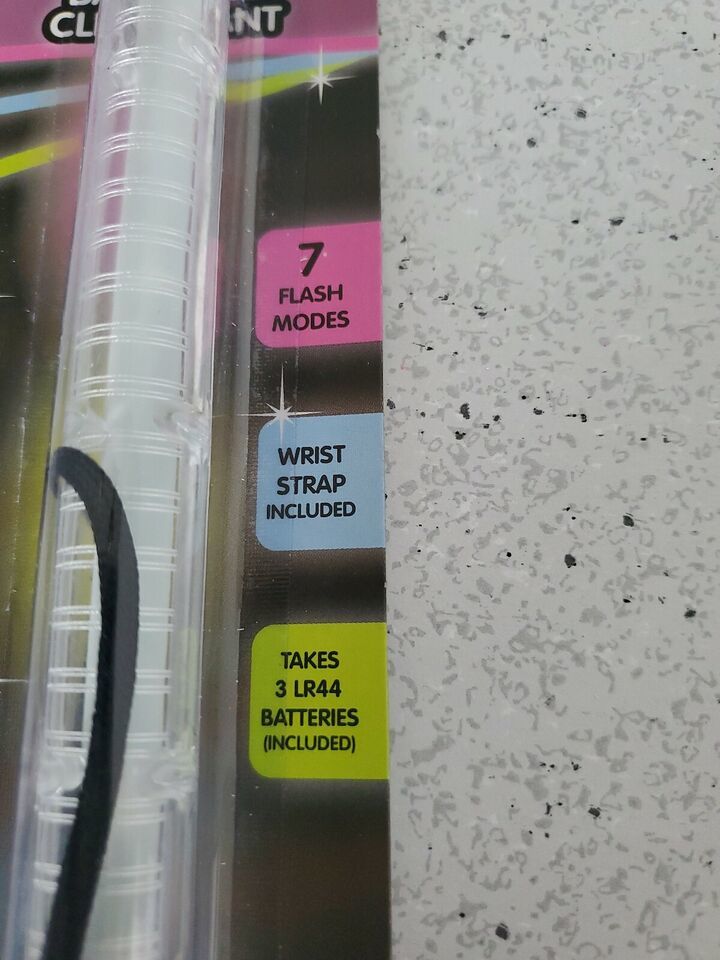 7
FLASH
MODES
WRIST
STRAP
INCLUDED
TAKES
3 LR44
BATTERIES
(INCLUDED)